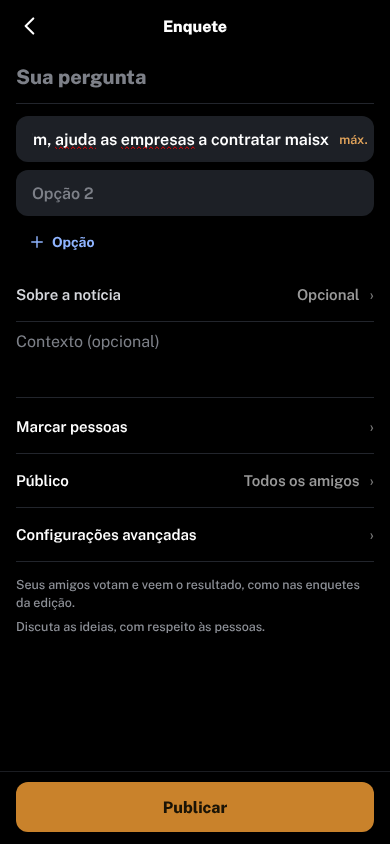 Enquete
Sua pergunta
m, ajuda as empresas a contratar maisx máx.
Opção 2
+ Opção
Sobre a notícia Opcional ›
Contexto (opcional)
Marcar pessoas ›
Público Todos os amigos ›
Configurações avançadas ›
Seus amigos votam e veem o resultado, como nas enquetes
da edição.
Discuta as ideias, com respeito às pessoas.
Publicar